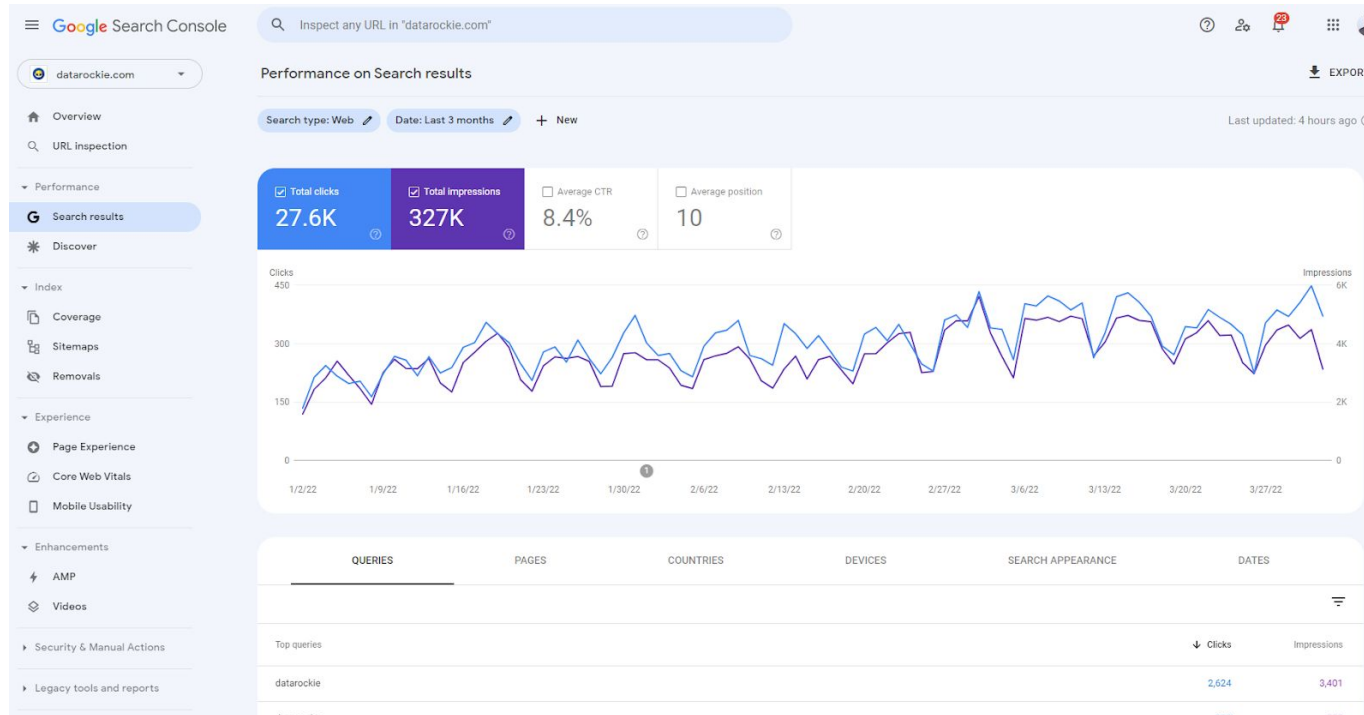 Google Search Console
Inspect any URL in "datarockie.com"
23
datarockie.com
Performance on Search results
EXPOR
Overview
URL inspection
Search type: Web
Date: Last 3 months
+ New
Last updated: 4 hours ago
Performance
Search results
Discover
Index
Coverage
Sitemaps
Removals
Experience
Page Experience
Core Web Vitals
Mobile Usability
Enhancements
AMP
Videos
Security & Manual Actions
Legacy tools and reports
Total clicks
27.6K
Total impressions
327K
Average CTR
8.4%
Average position
10
Clicks
450
300
150
0
Impressions
6K
4K
2K
0
1
1/2/22 1/9/22 1/16/22 1/23/22 1/30/22 2/6/22 2/13/22 2/20/22 2/27/22 3/6/22 3/13/22 3/20/22 3/27/22
QUERIES PAGES COUNTRIES DEVICES SEARCH APPEARANCE DATES
Top queries Clicks Impressions
datarockie 2,624 3,401